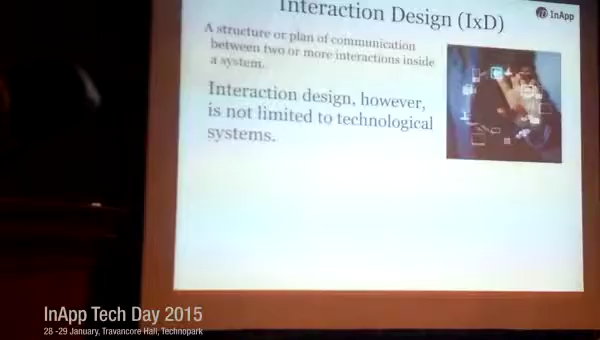 Interaction Design (IxD)
InApp
A structure or plan of communication
between two or more interactions inside
a system.
Interaction design, however,
is not limited to technological
systems.
InApp Tech Day 2015
28 -29 January, Travancore Hall, Technopark